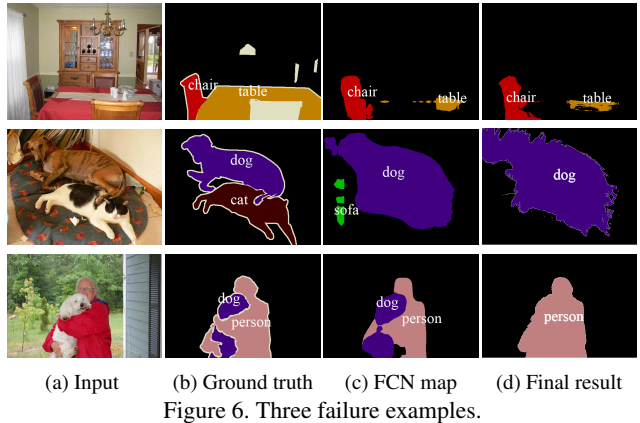 chair
table
chair
table
chair
table
dog
cat
dog
sofa
dog
dog
person
dog
person
person
(a) Input
(b) Ground truth
(c) FCN map
(d) Final result
Figure 6. Three failure examples.